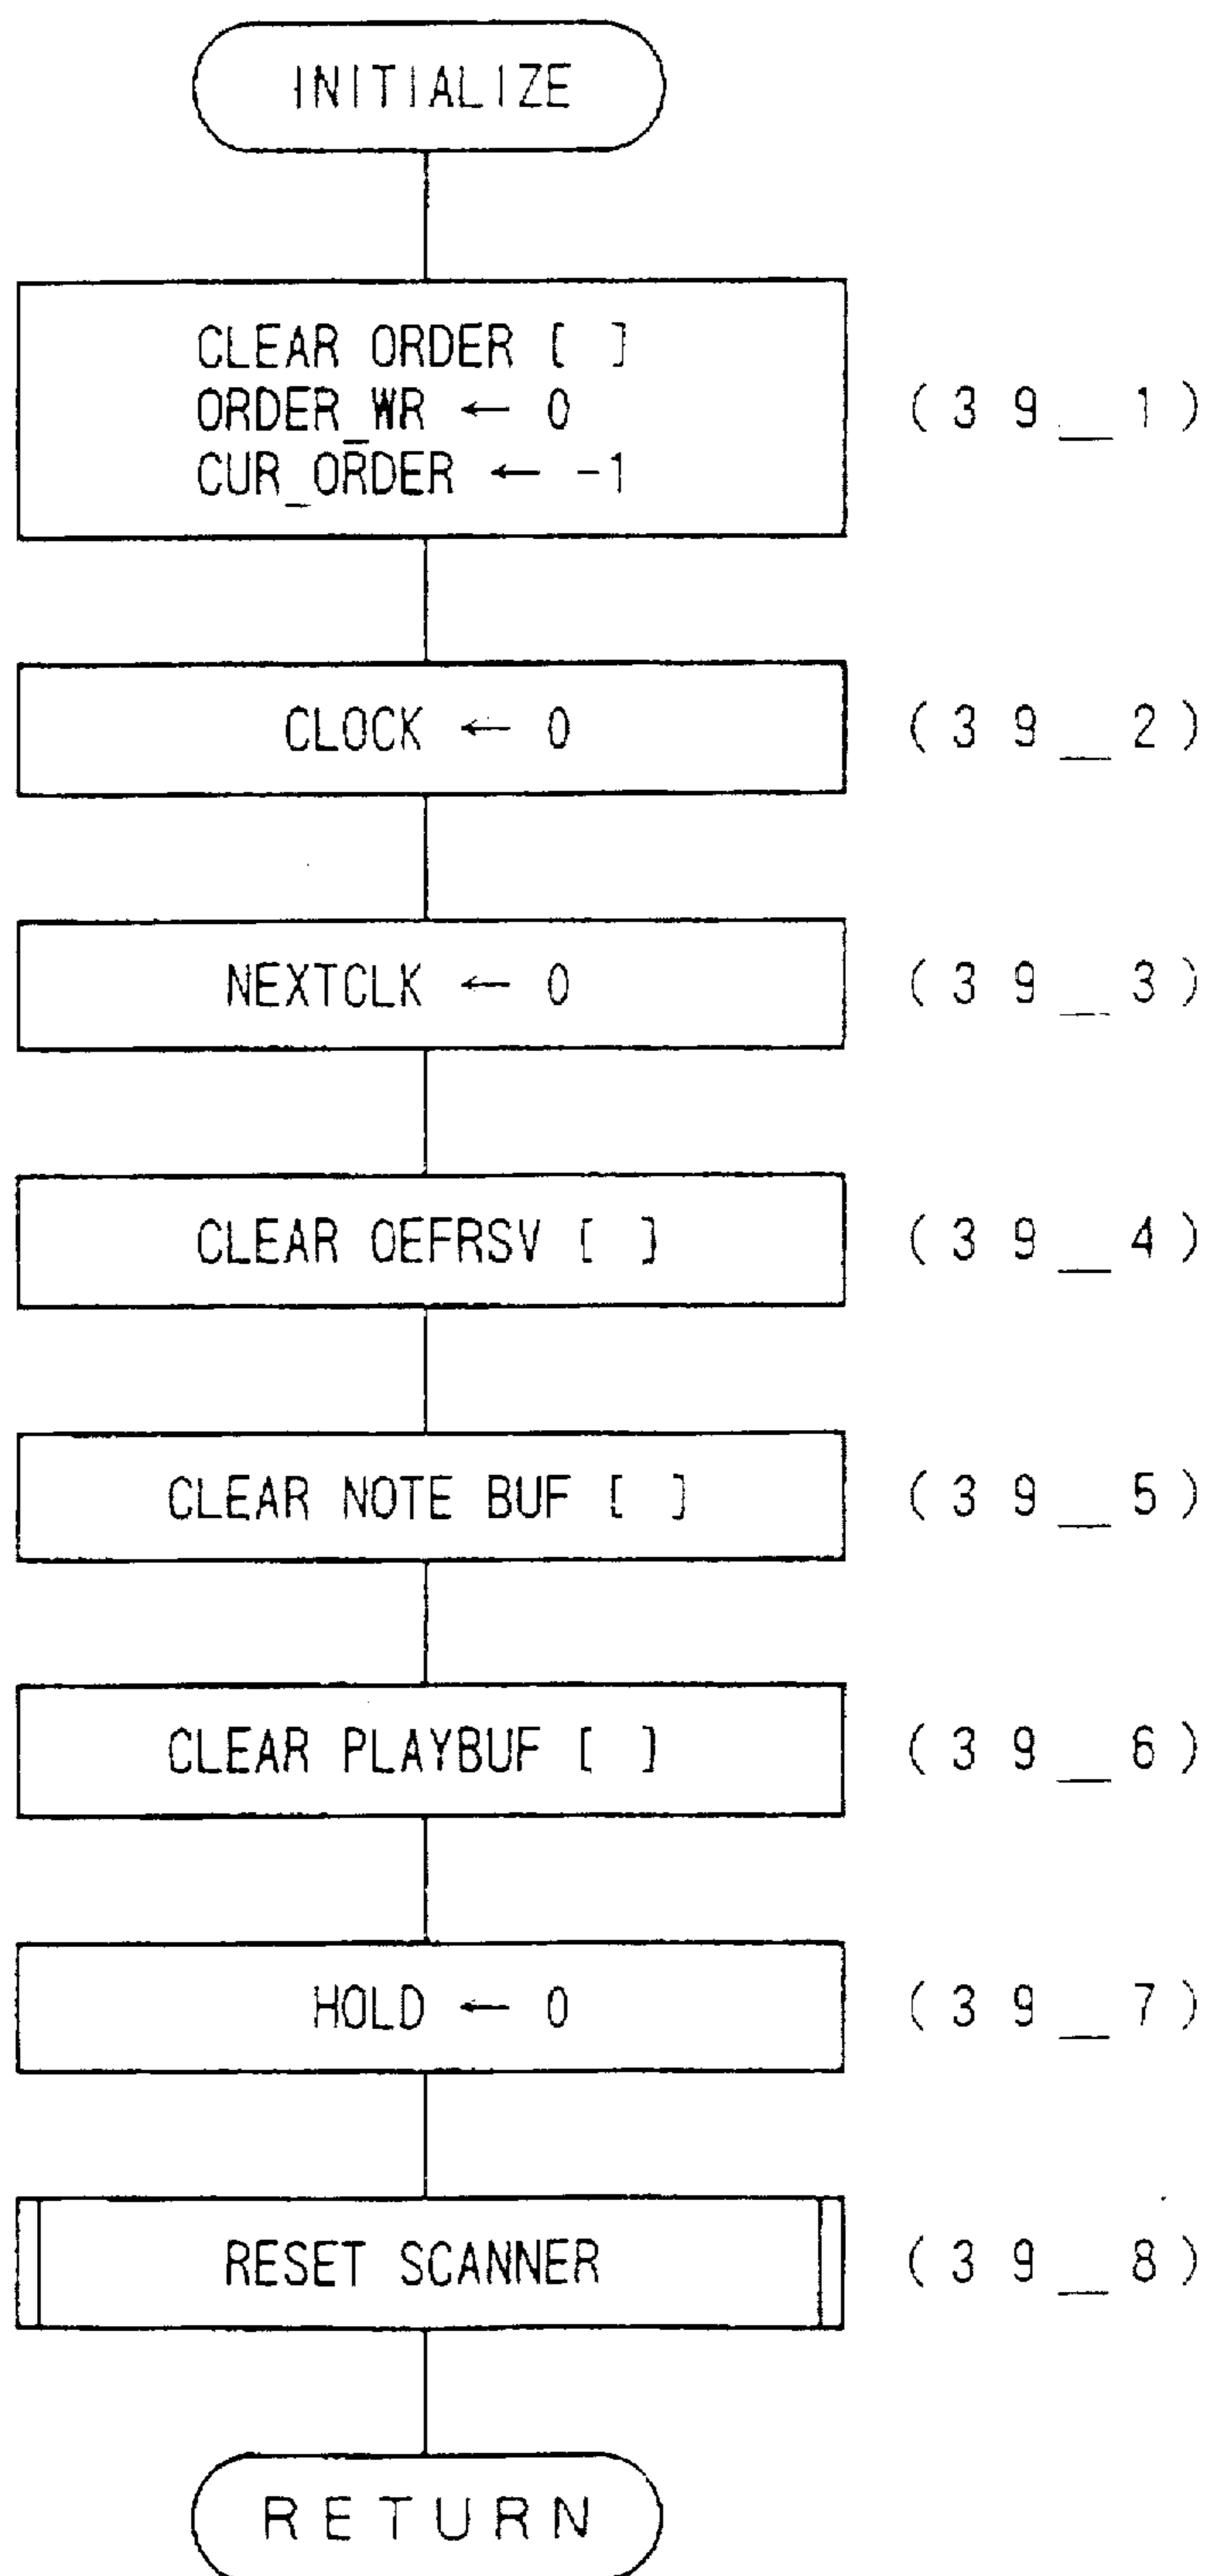 INITIALIZE
CLEAR ORDER [ ]
ORDER_WR ← 0
CUR_ORDER ← -1
(39_1)
CLOCK ← 0
(39_2)
NEXTCLK ← 0
(39_3)
CLEAR OEFRSV [ ]
(39_4)
CLEAR NOTE BUF [ ]
(39_5)
CLEAR PLAYBUF [ ]
(39_6)
HOLD ← 0
(39_7)
RESET SCANNER
(39_8)
RETURN